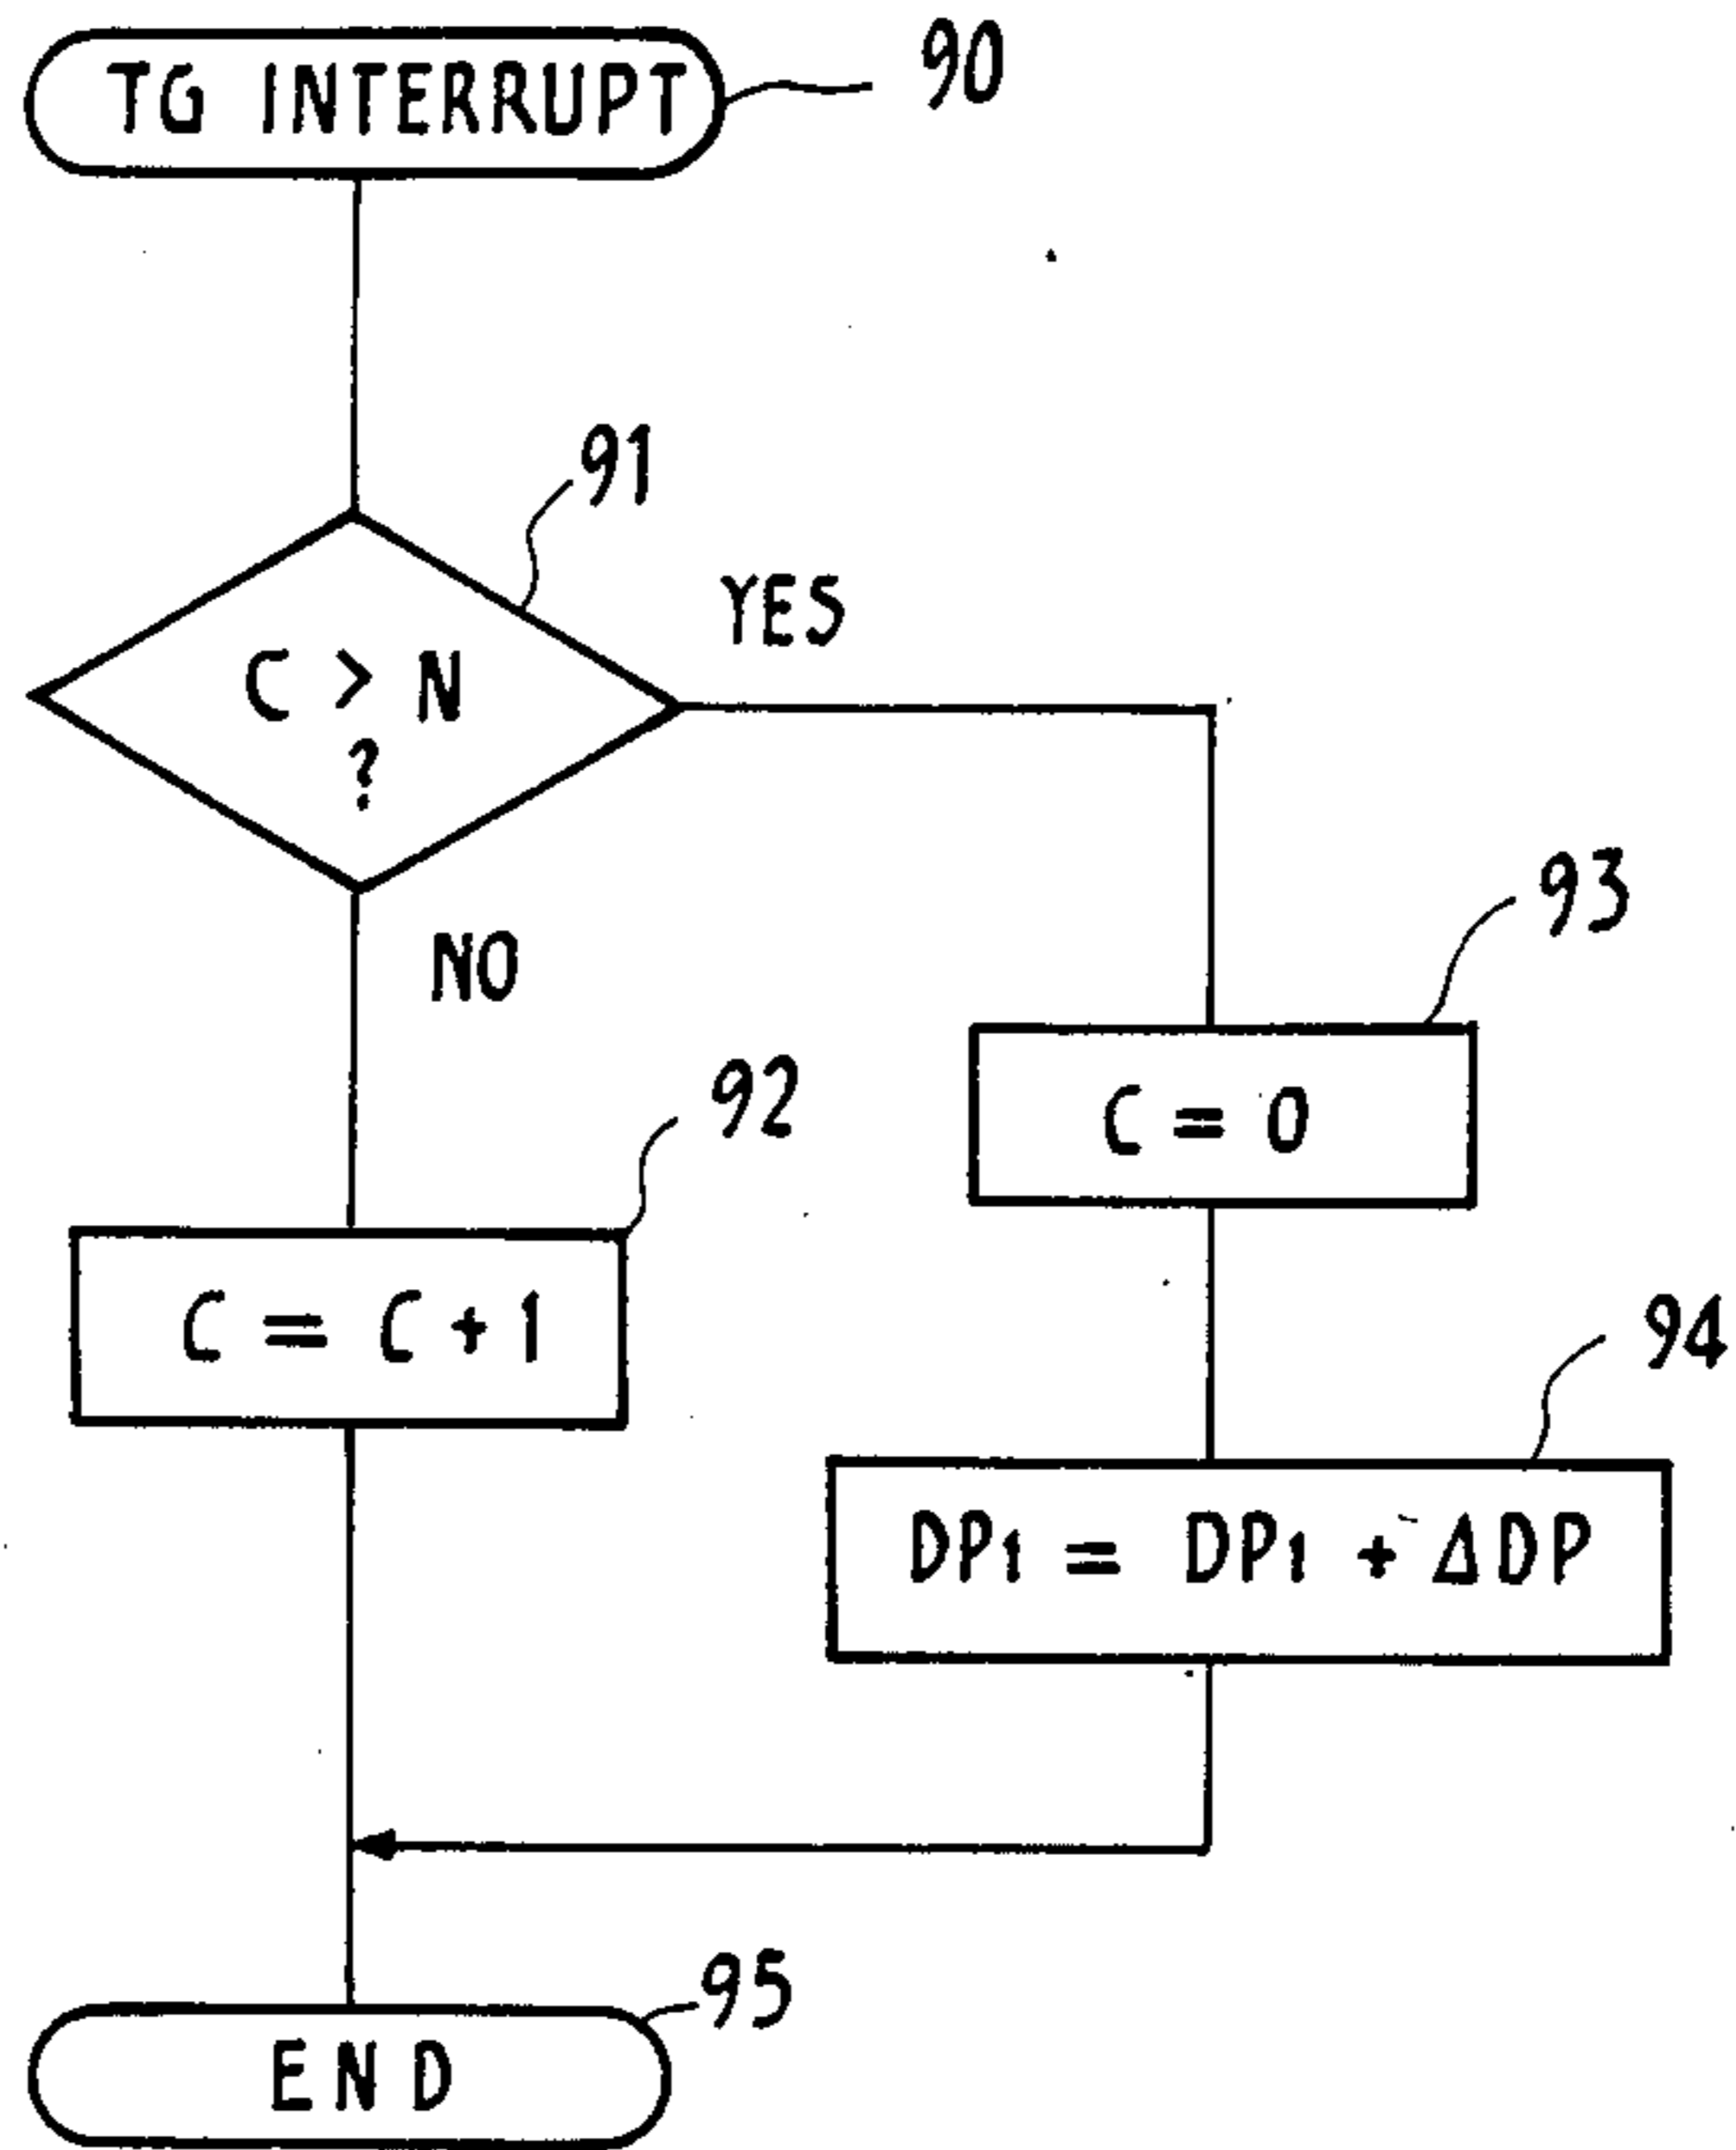 TG INTERRUPT
90
91
C > N
?
YES
NO
93
C = 0
92
C = C + 1
94
DP1 = DP1 + ΔDP
95
END